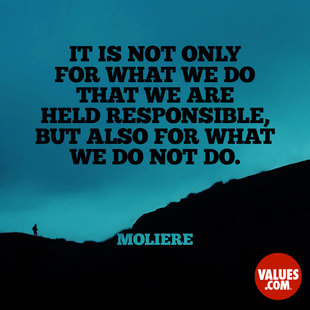 IT IS NOT ONLY
FOR WHAT WE DO
THAT WE ARE
HELD RESPONSIBLE,
BUT ALSO FOR WHAT
WE DO NOT DO.
MOLIERE
VALUES
.COM